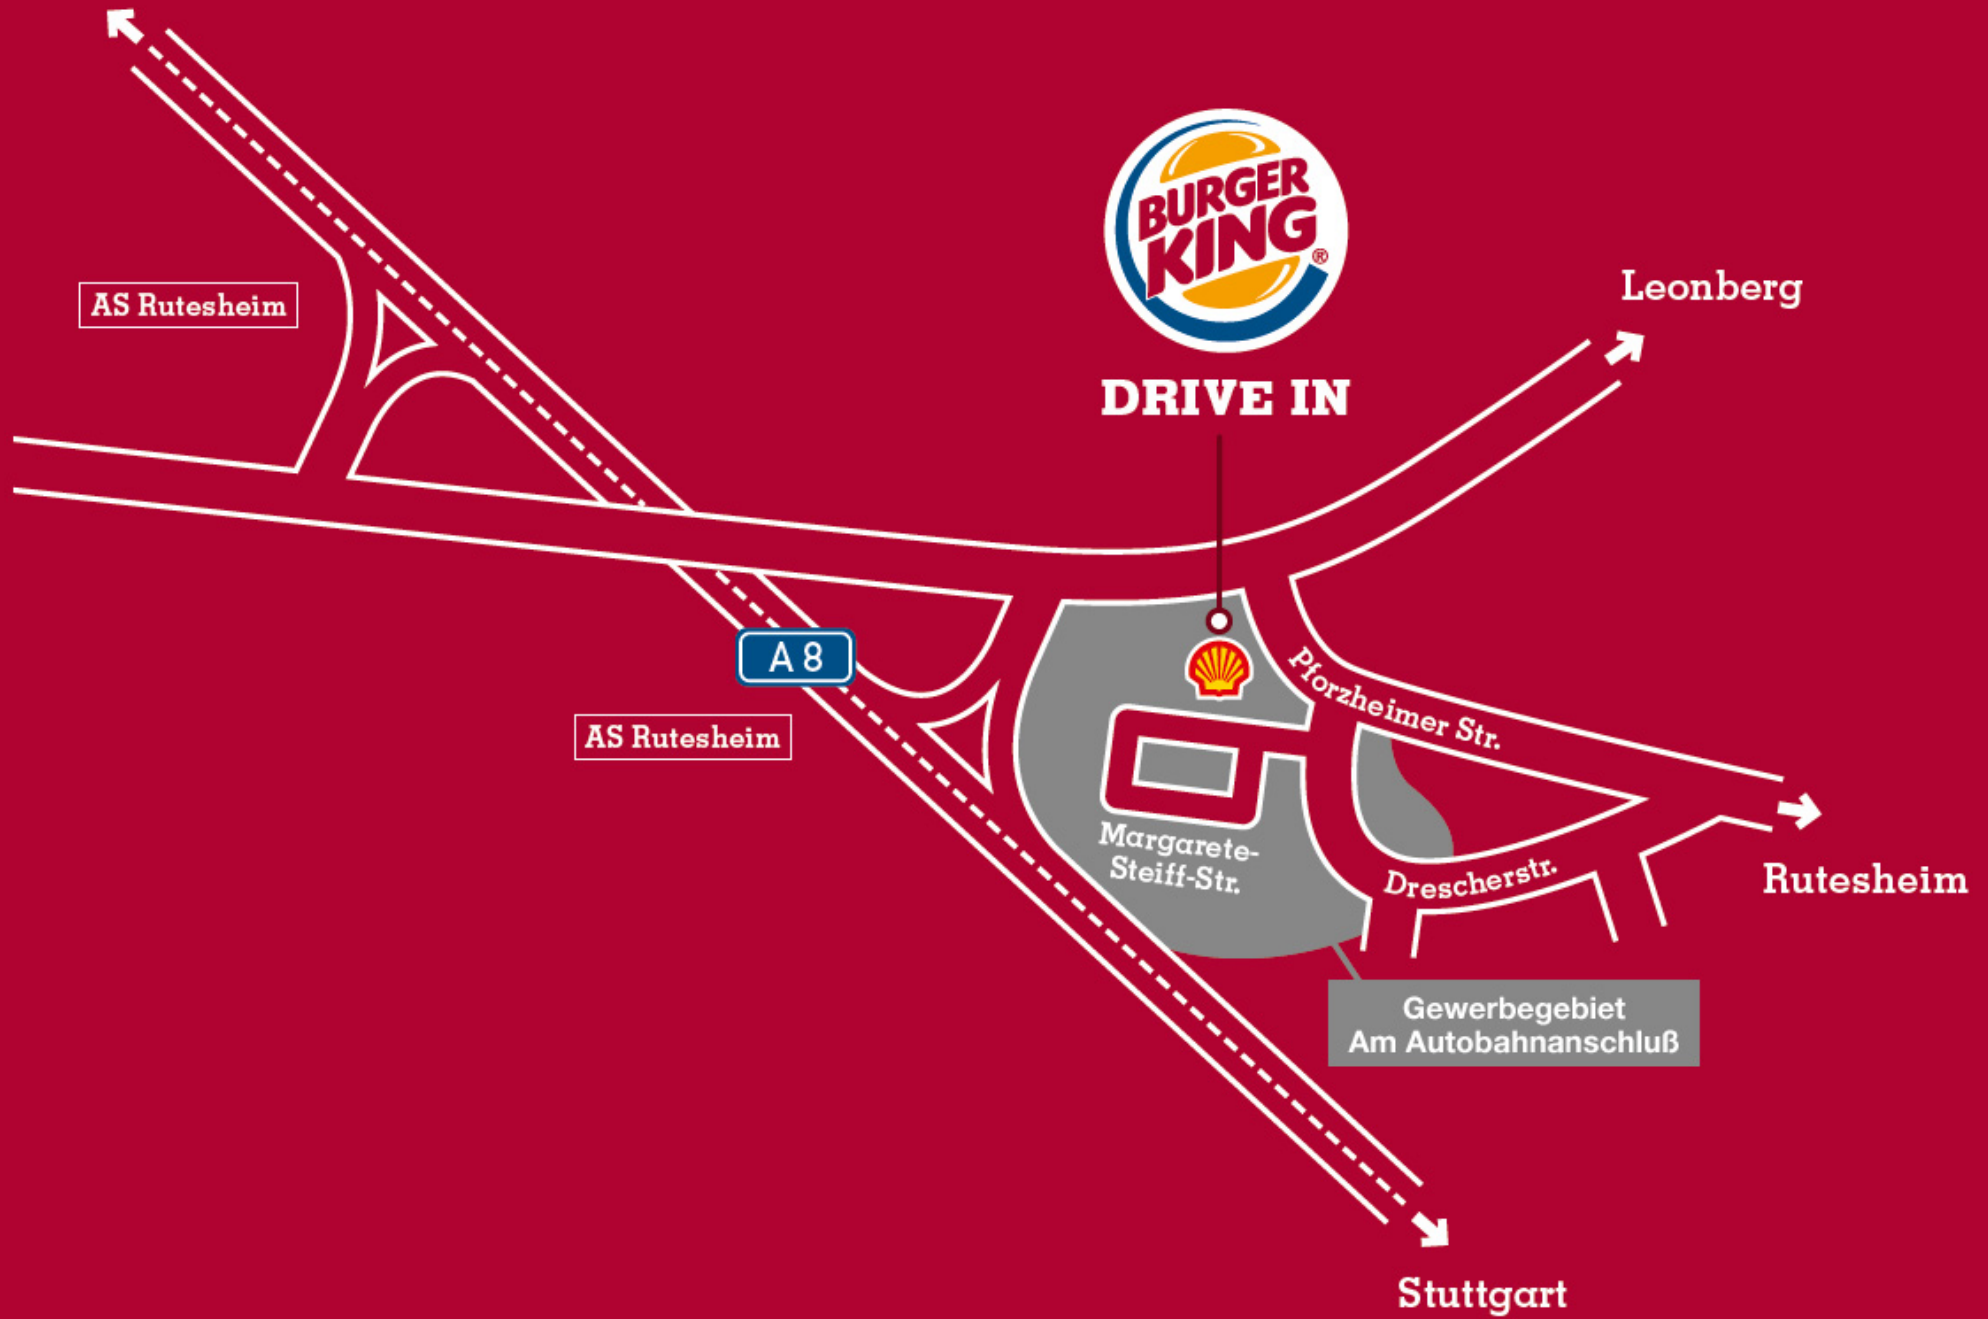 BURGER
KING®
DRIVE IN
Leonberg
AS Rutesheim
A 8
AS Rutesheim
Pforzheimer Str.
Margarete-
Steiff-Str.
Drescherstr.
Rutesheim
Gewerbegebiet
Am Autobahnanschluß
Stuttgart